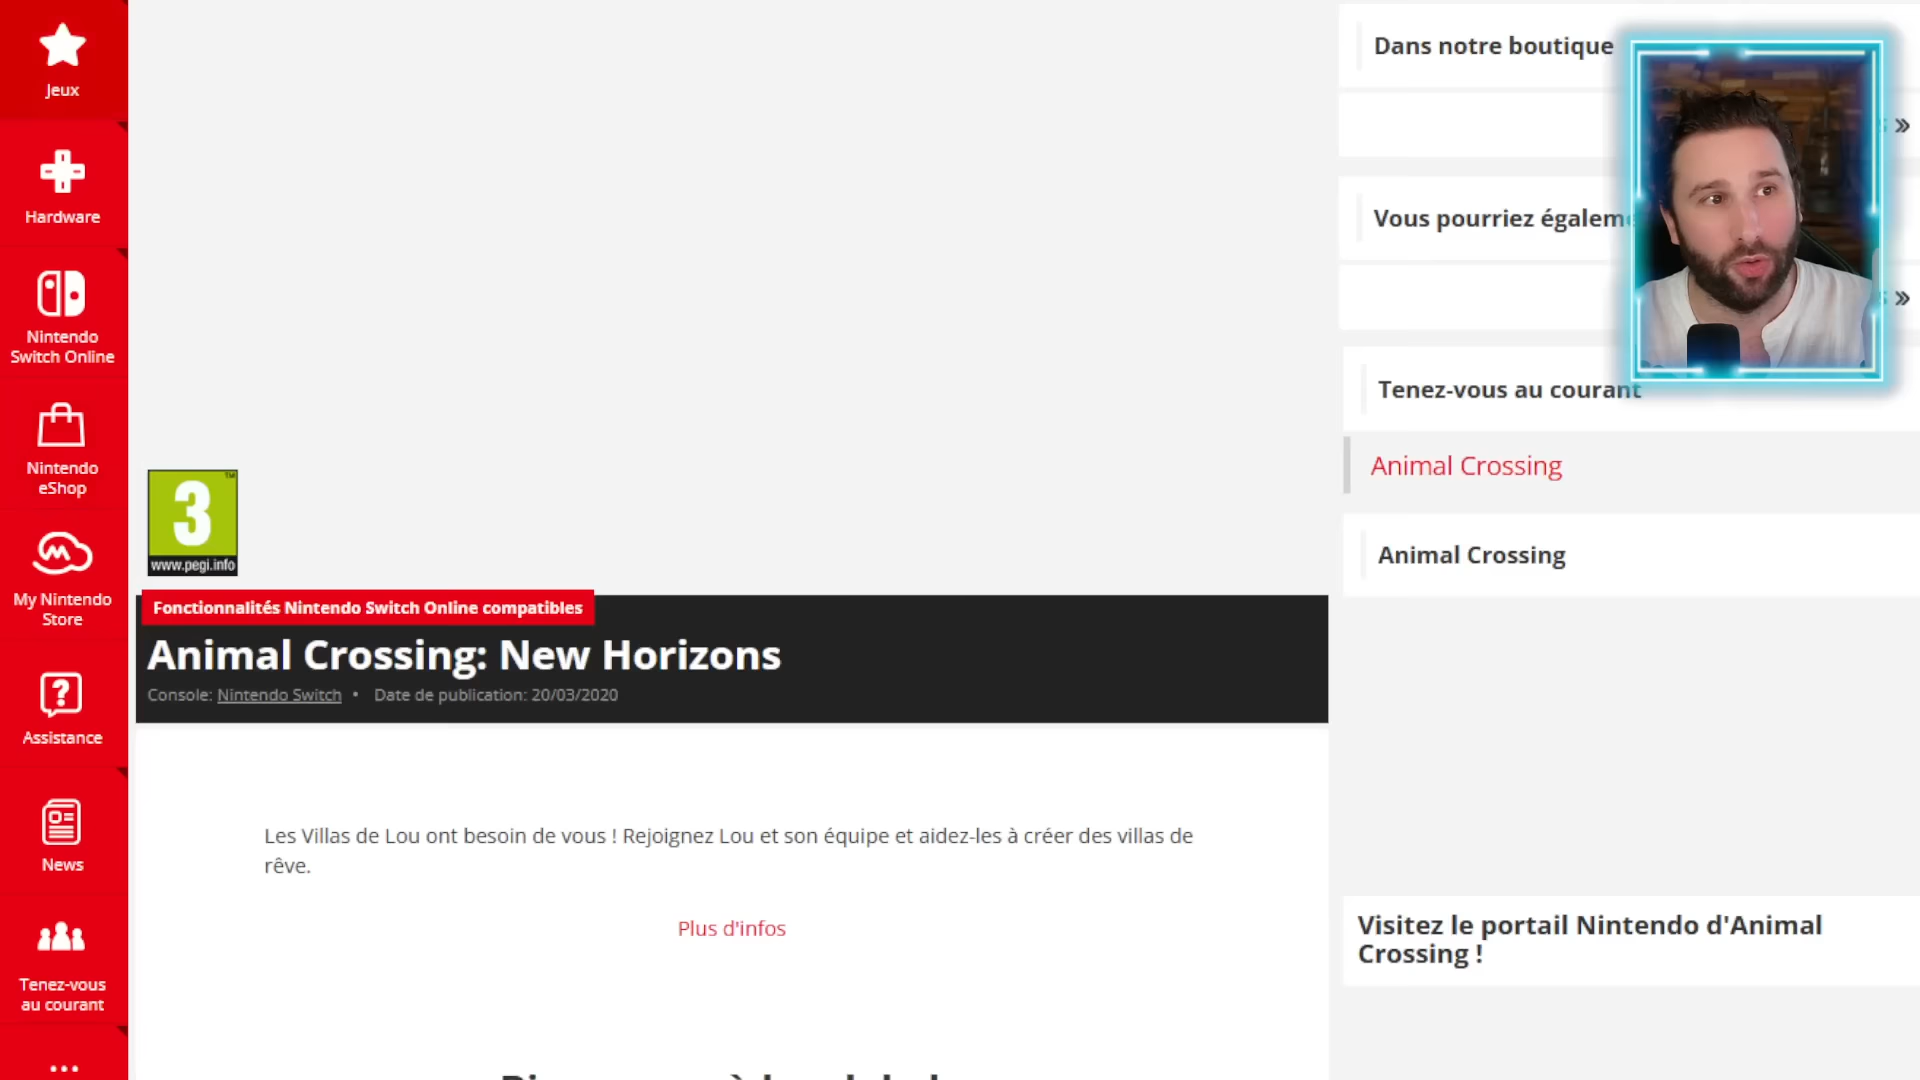 Jeux
Hardware
Nintendo
Switch Online
Nintendo
eShop
My Nintendo
Store
Assistance
News
Tenez-vous
au courant
...
3
TM
www.pegi.info
Fonctionnalités Nintendo Switch Online compatibles
Animal Crossing: New Horizons
Console: Nintendo Switch • Date de publication: 20/03/2020
Les Villas de Lou ont besoin de vous ! Rejoignez Lou et son équipe et aidez-les à créer des villas de
rêve.
Plus d'infos
Dans notre boutique
»
Vous pourriez
»
Tenez-vous au courant
Animal Crossing
Animal Crossing
Visitez le portail Nintendo d'Animal
Crossing !